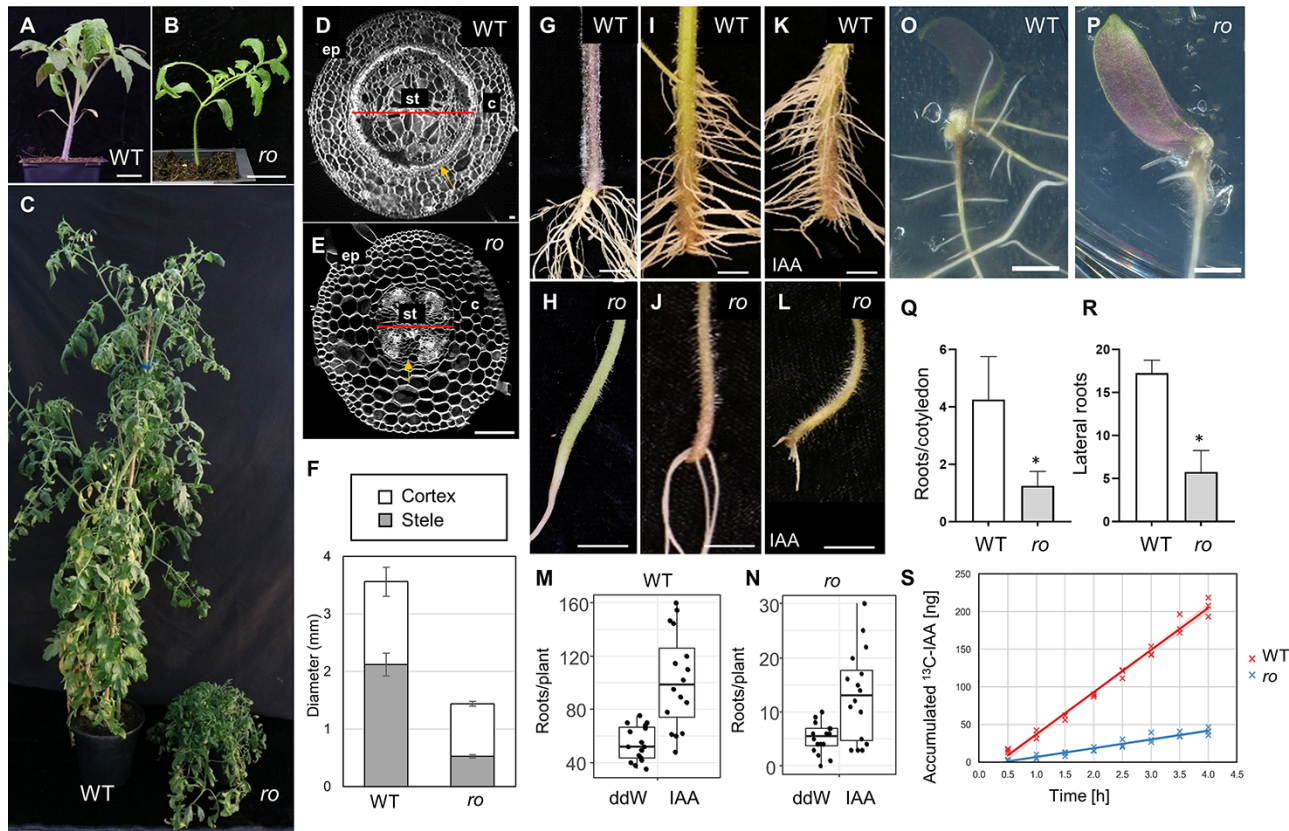 A
WT
B
ro
C
WT
ro
D
WT
ep
st
c
E
ro
ep
st
c
F
Cortex
Stele
Diameter (mm)
4
3
2
1
0
WT
ro
G
WT
I
WT
K
WT
IAA
H
ro
J
ro
L
ro
IAA
M
WT
Roots/plant
160
120
80
40
ddW
IAA
N
ro
Roots/plant
30
20
10
0
ddW
IAA
O
WT
P
ro
Q
Roots/cotyledon
6
4
2
0
*
WT
ro
R
Lateral roots
20
15
10
5
0
*
WT
ro
S
Accumulated ¹³C-IAA [ng]
250
200
150
100
50
0
0.0 0.5 1.0 1.5 2.0 2.5 3.0 3.5 4.0 4.5
Time [h]
WT
ro